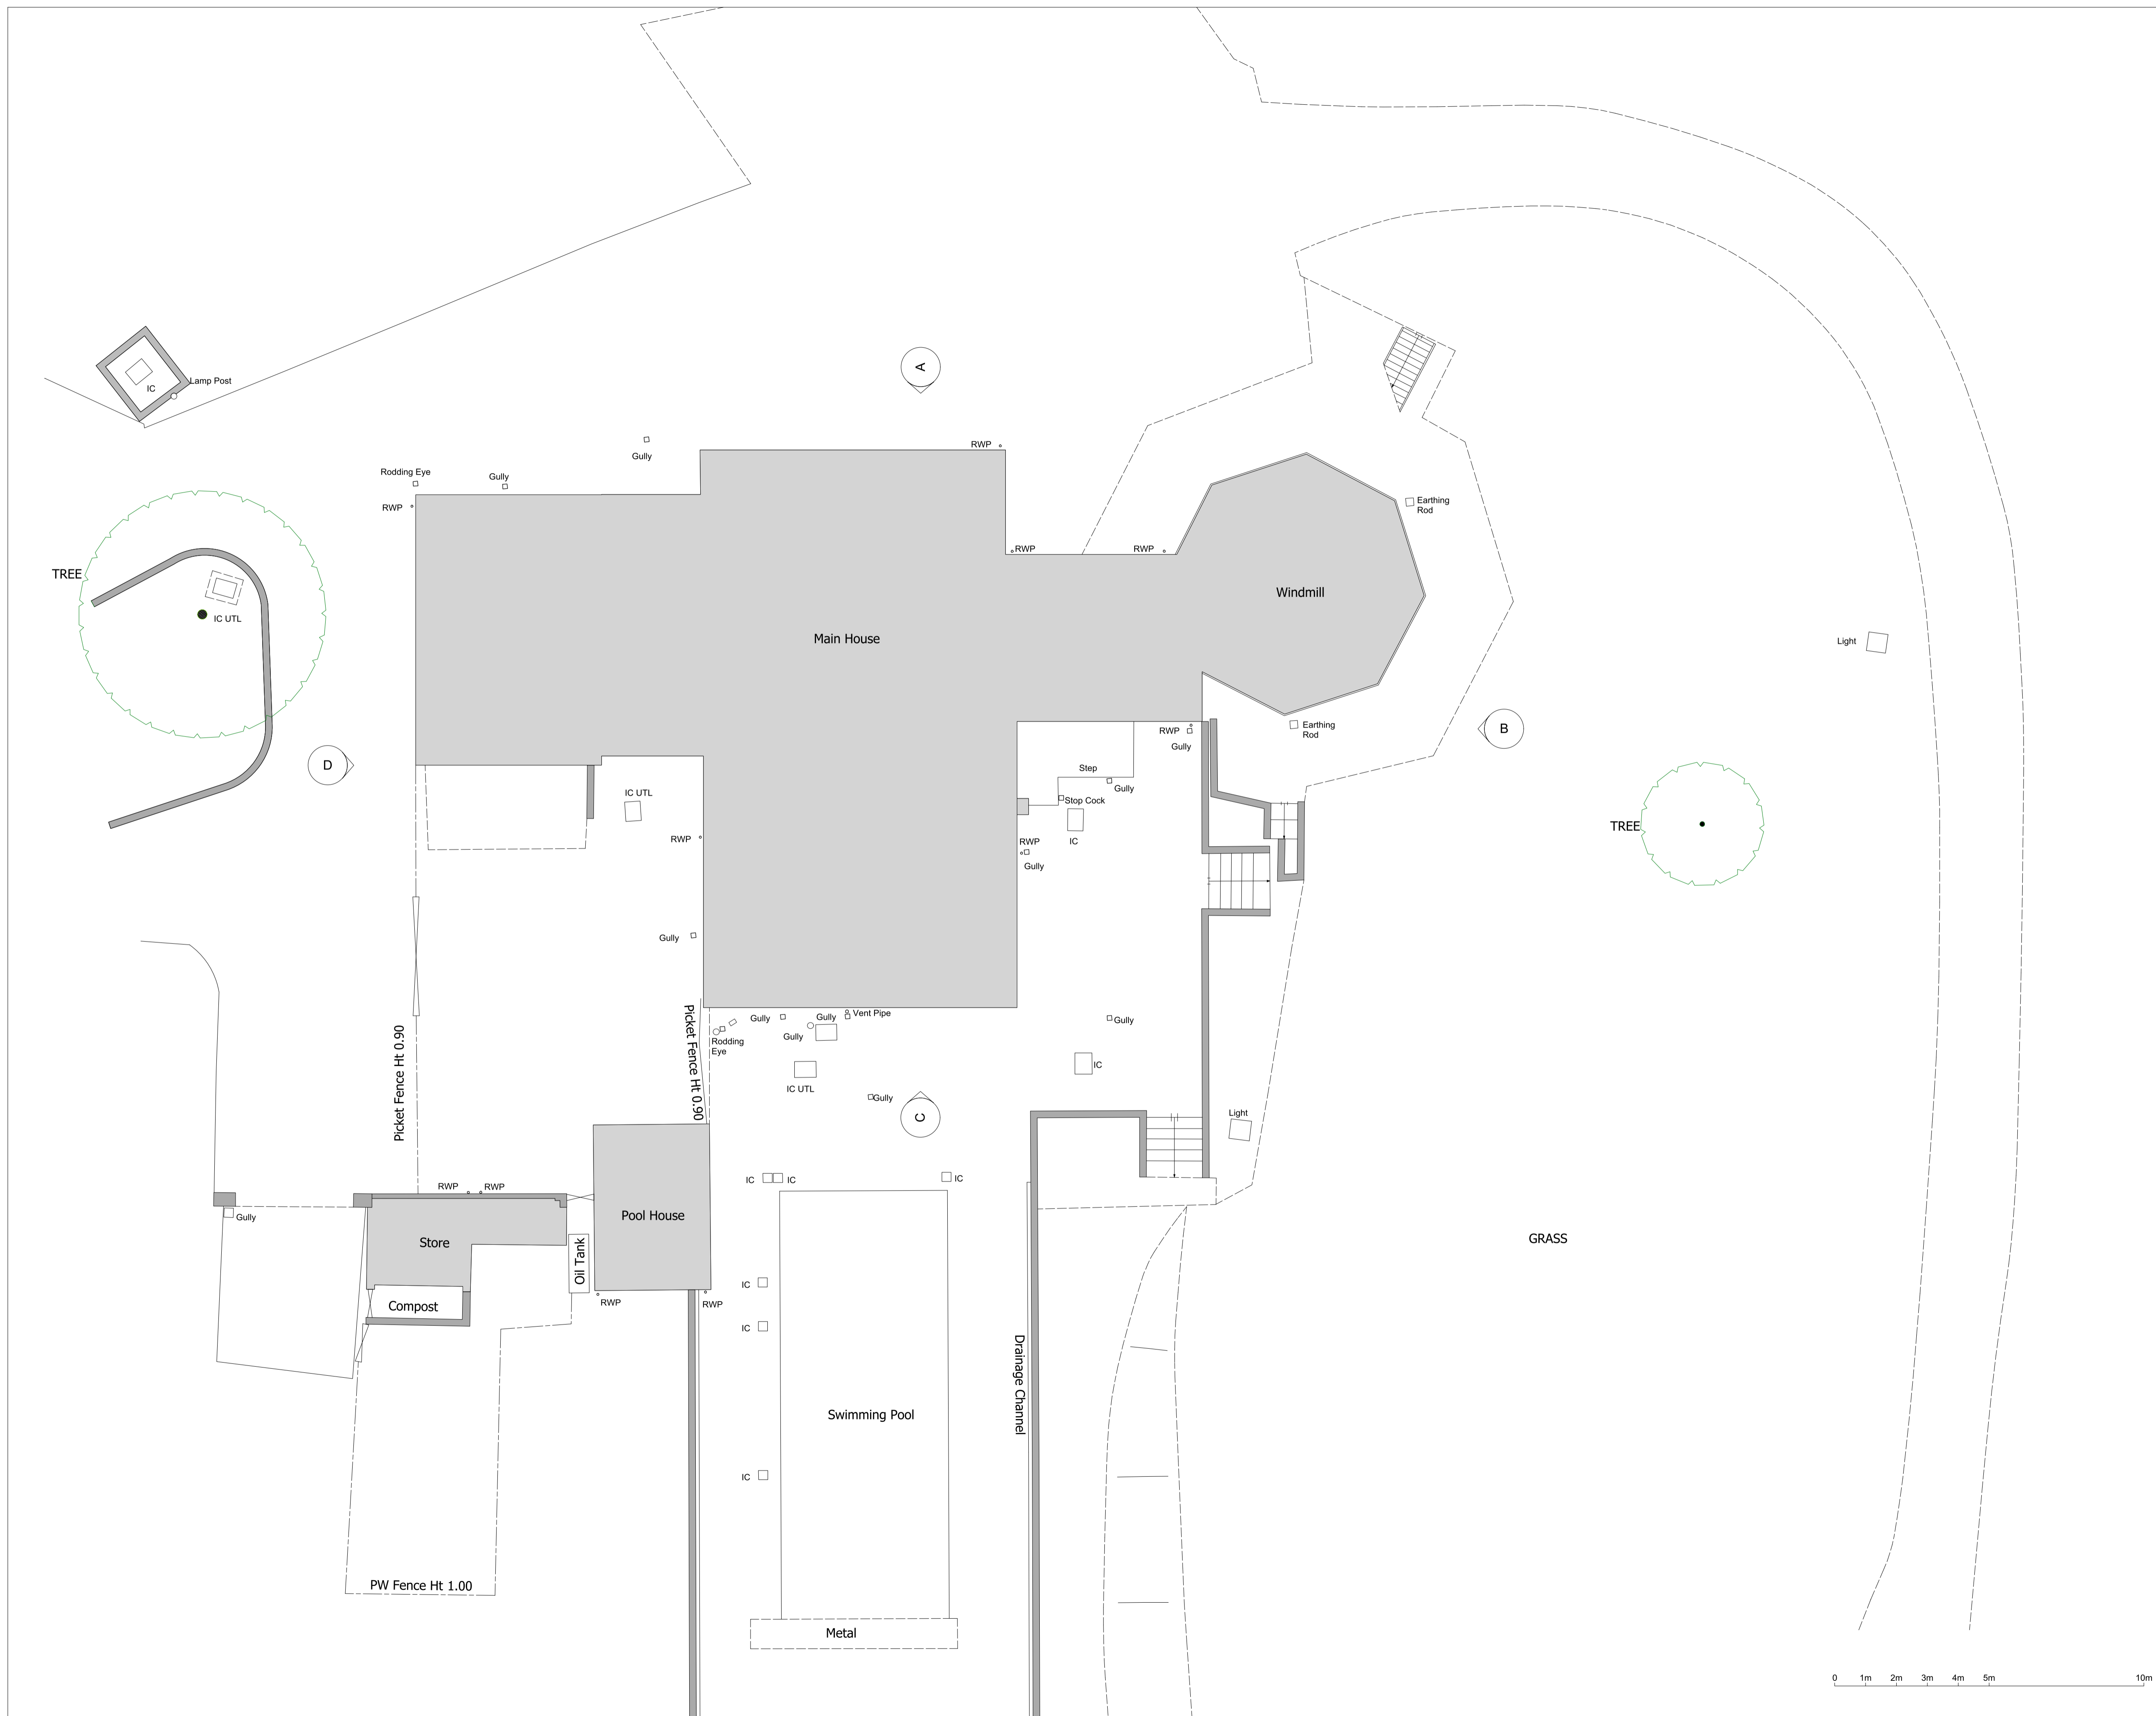 IC
Lamp Post
A
RWP
Gully
Rodding Eye
Gully
RWP
Earthing
Rod
RWP
RWP
TREE
Windmill
IC UTL
Main House
Light
Earthing
Rod
B
RWP
Gully
D
Step
Gully
IC UTL
Stop Cock
TREE
RWP
IC
RWP
Gully
Gully
Picket Fence Ht 0.90
Picket Fence Ht 0.90
Gully
Gully
Vent Pipe
Gully
Gully
Rodding
Eye
IC
IC UTL
Gully
C
Light
IC
IC
IC
RWP
RWP
Gully
Pool House
Store
Oil Tank
GRASS
IC
Compost
RWP
RWP
IC
Drainage Channel
Swimming Pool
IC
PW Fence Ht 1.00
Metal
0 1m 2m 3m 4m 5m 10m